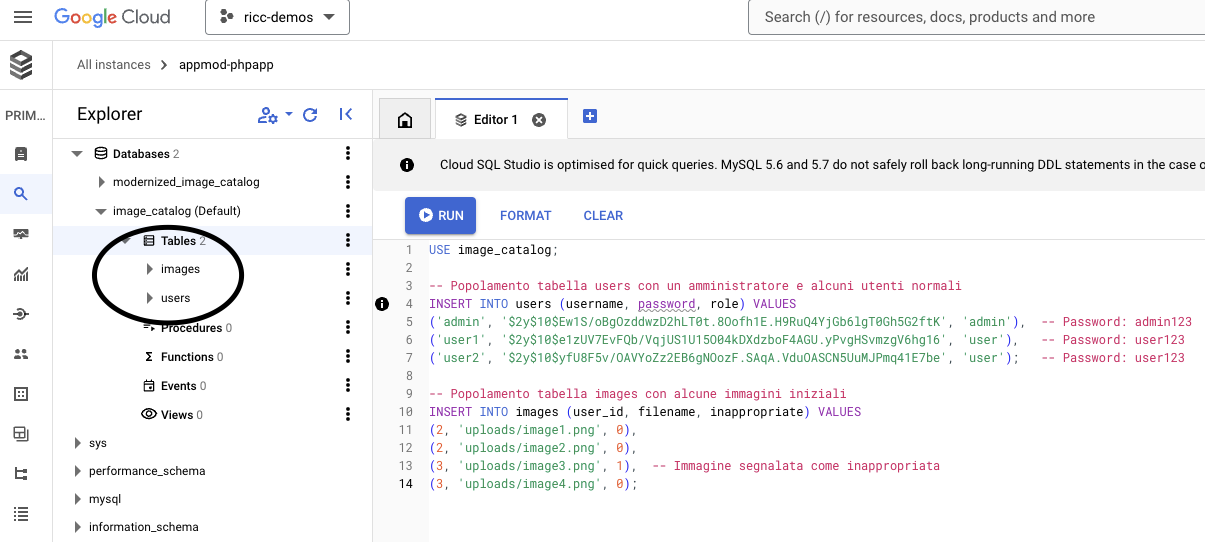 Google Cloud
ricc-demos
Search (/) for resources, docs, products and more
All instances > appmod-phpapp
PRIM...
Explorer
Editor 1
Databases 2
modernized_image_catalog
image_catalog (Default)
Tables 2
images
users
Procedures 0
Functions 0
Events 0
Views 0
sys
performance_schema
mysql
information_schema
Cloud SQL Studio is optimised for quick queries. MySQL 5.6 and 5.7 do not safely roll back long-running DDL statements in the case o
RUN FORMAT CLEAR
1 USE image_catalog;
2
3 -- Popolamento tabella users con un amministratore e alcuni utenti normali
4 INSERT INTO users (username, password, role) VALUES
5 ('admin', '$2y$10$Ew1S/oBgOzddwzD2hLT0t.8Oofh1E.H9RuQ4YjGb6lgT0Gh5G2ftK', 'admin'), -- Password: admin123
6 ('user1', '$2y$10$e1zUV7EvFQb/VqjUS1U15O04kDXdzboF4AGU.yPvgHSvmzgV6hg16', 'user'), -- Password: user123
7 ('user2', '$2y$10$yfU8F5v/OAVYoZz2EB6gNOozF.SAqA.VduOASCN5UuMJPmq41E7be', 'user'); -- Password: user123
8
9 -- Popolamento tabella images con alcune immagini iniziali
10 INSERT INTO images (user_id, filename, inappropriate) VALUES
11 (2, 'uploads/image1.png', 0),
12 (2, 'uploads/image2.png', 0),
13 (3, 'uploads/image3.png', 1), -- Immagine segnalata come inappropriata
14 (3, 'uploads/image4.png', 0);